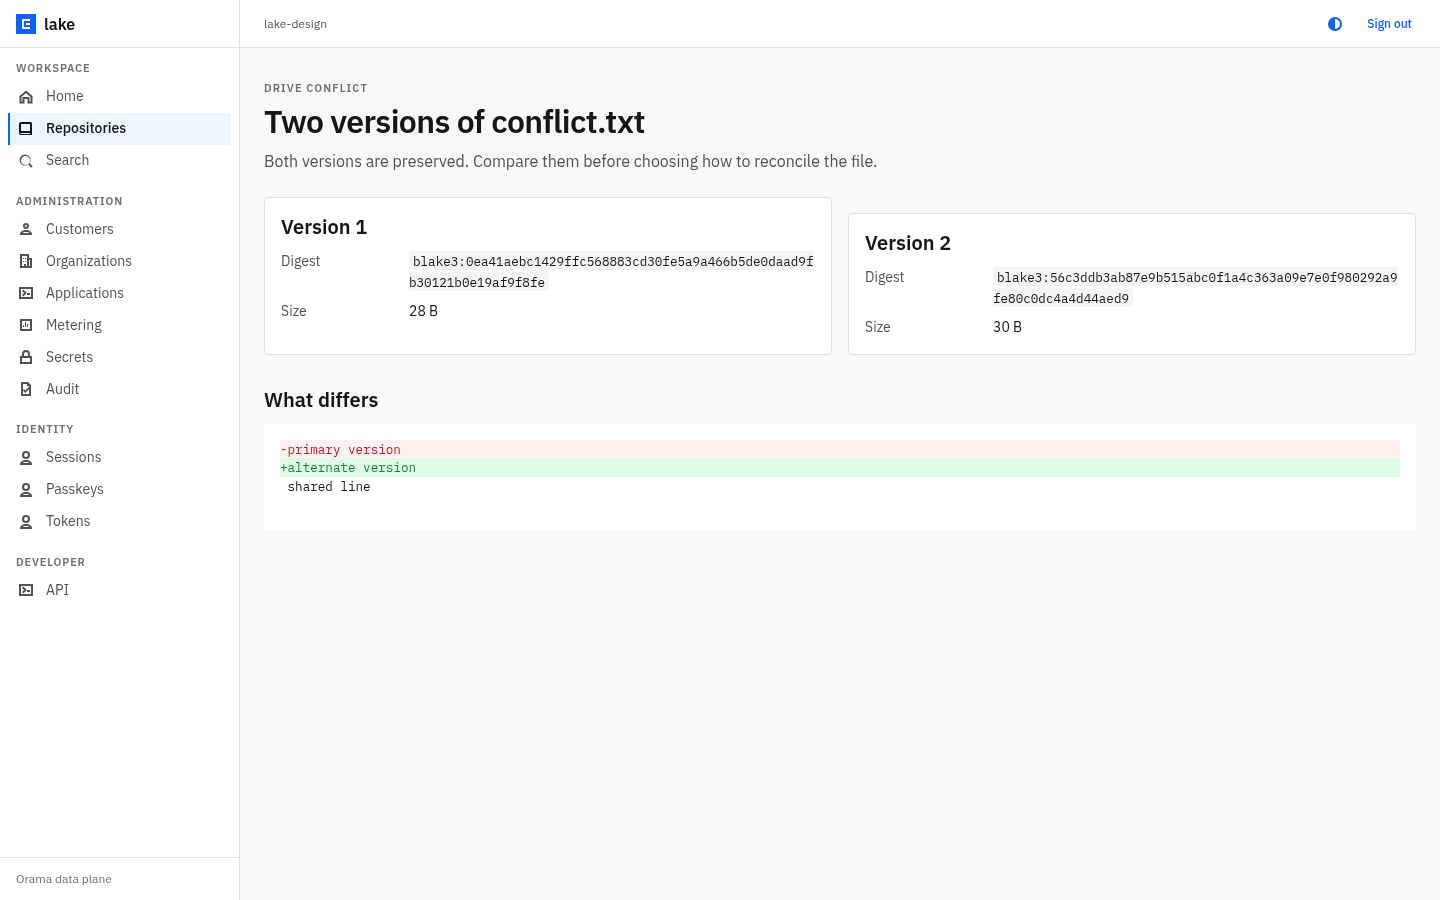 lake
lake-design
Sign out
WORKSPACE
Home
Repositories
Search
ADMINISTRATION
Customers
Organizations
Applications
Metering
Secrets
Audit
IDENTITY
Sessions
Passkeys
Tokens
DEVELOPER
API
Orama data plane
DRIVE CONFLICT
Two versions of conflict.txt
Both versions are preserved. Compare them before choosing how to reconcile the file.
Version 1
Digest
blake3:0ea41aebc1429ffc568883cd30fe5a9a466b5de0daad9f
b30121b0e19af9f8fe
Size
28 B
Version 2
Digest
blake3:56c3ddb3ab87e9b515abc0f1a4c363a09e7e0f980292a9
fe80c0dc4a4d44aed9
Size
30 B
What differs
-primary version
+alternate version
shared line